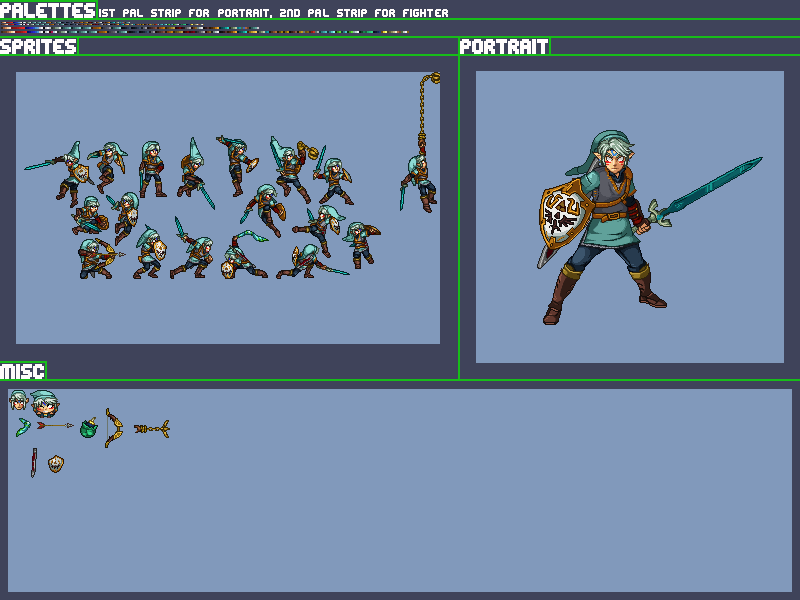 PALETTES 1ST PAL STRIP FOR PORTRAIT, 2ND PAL STRIP FOR FIGHTER
SPRITES
PORTRAIT
MISC